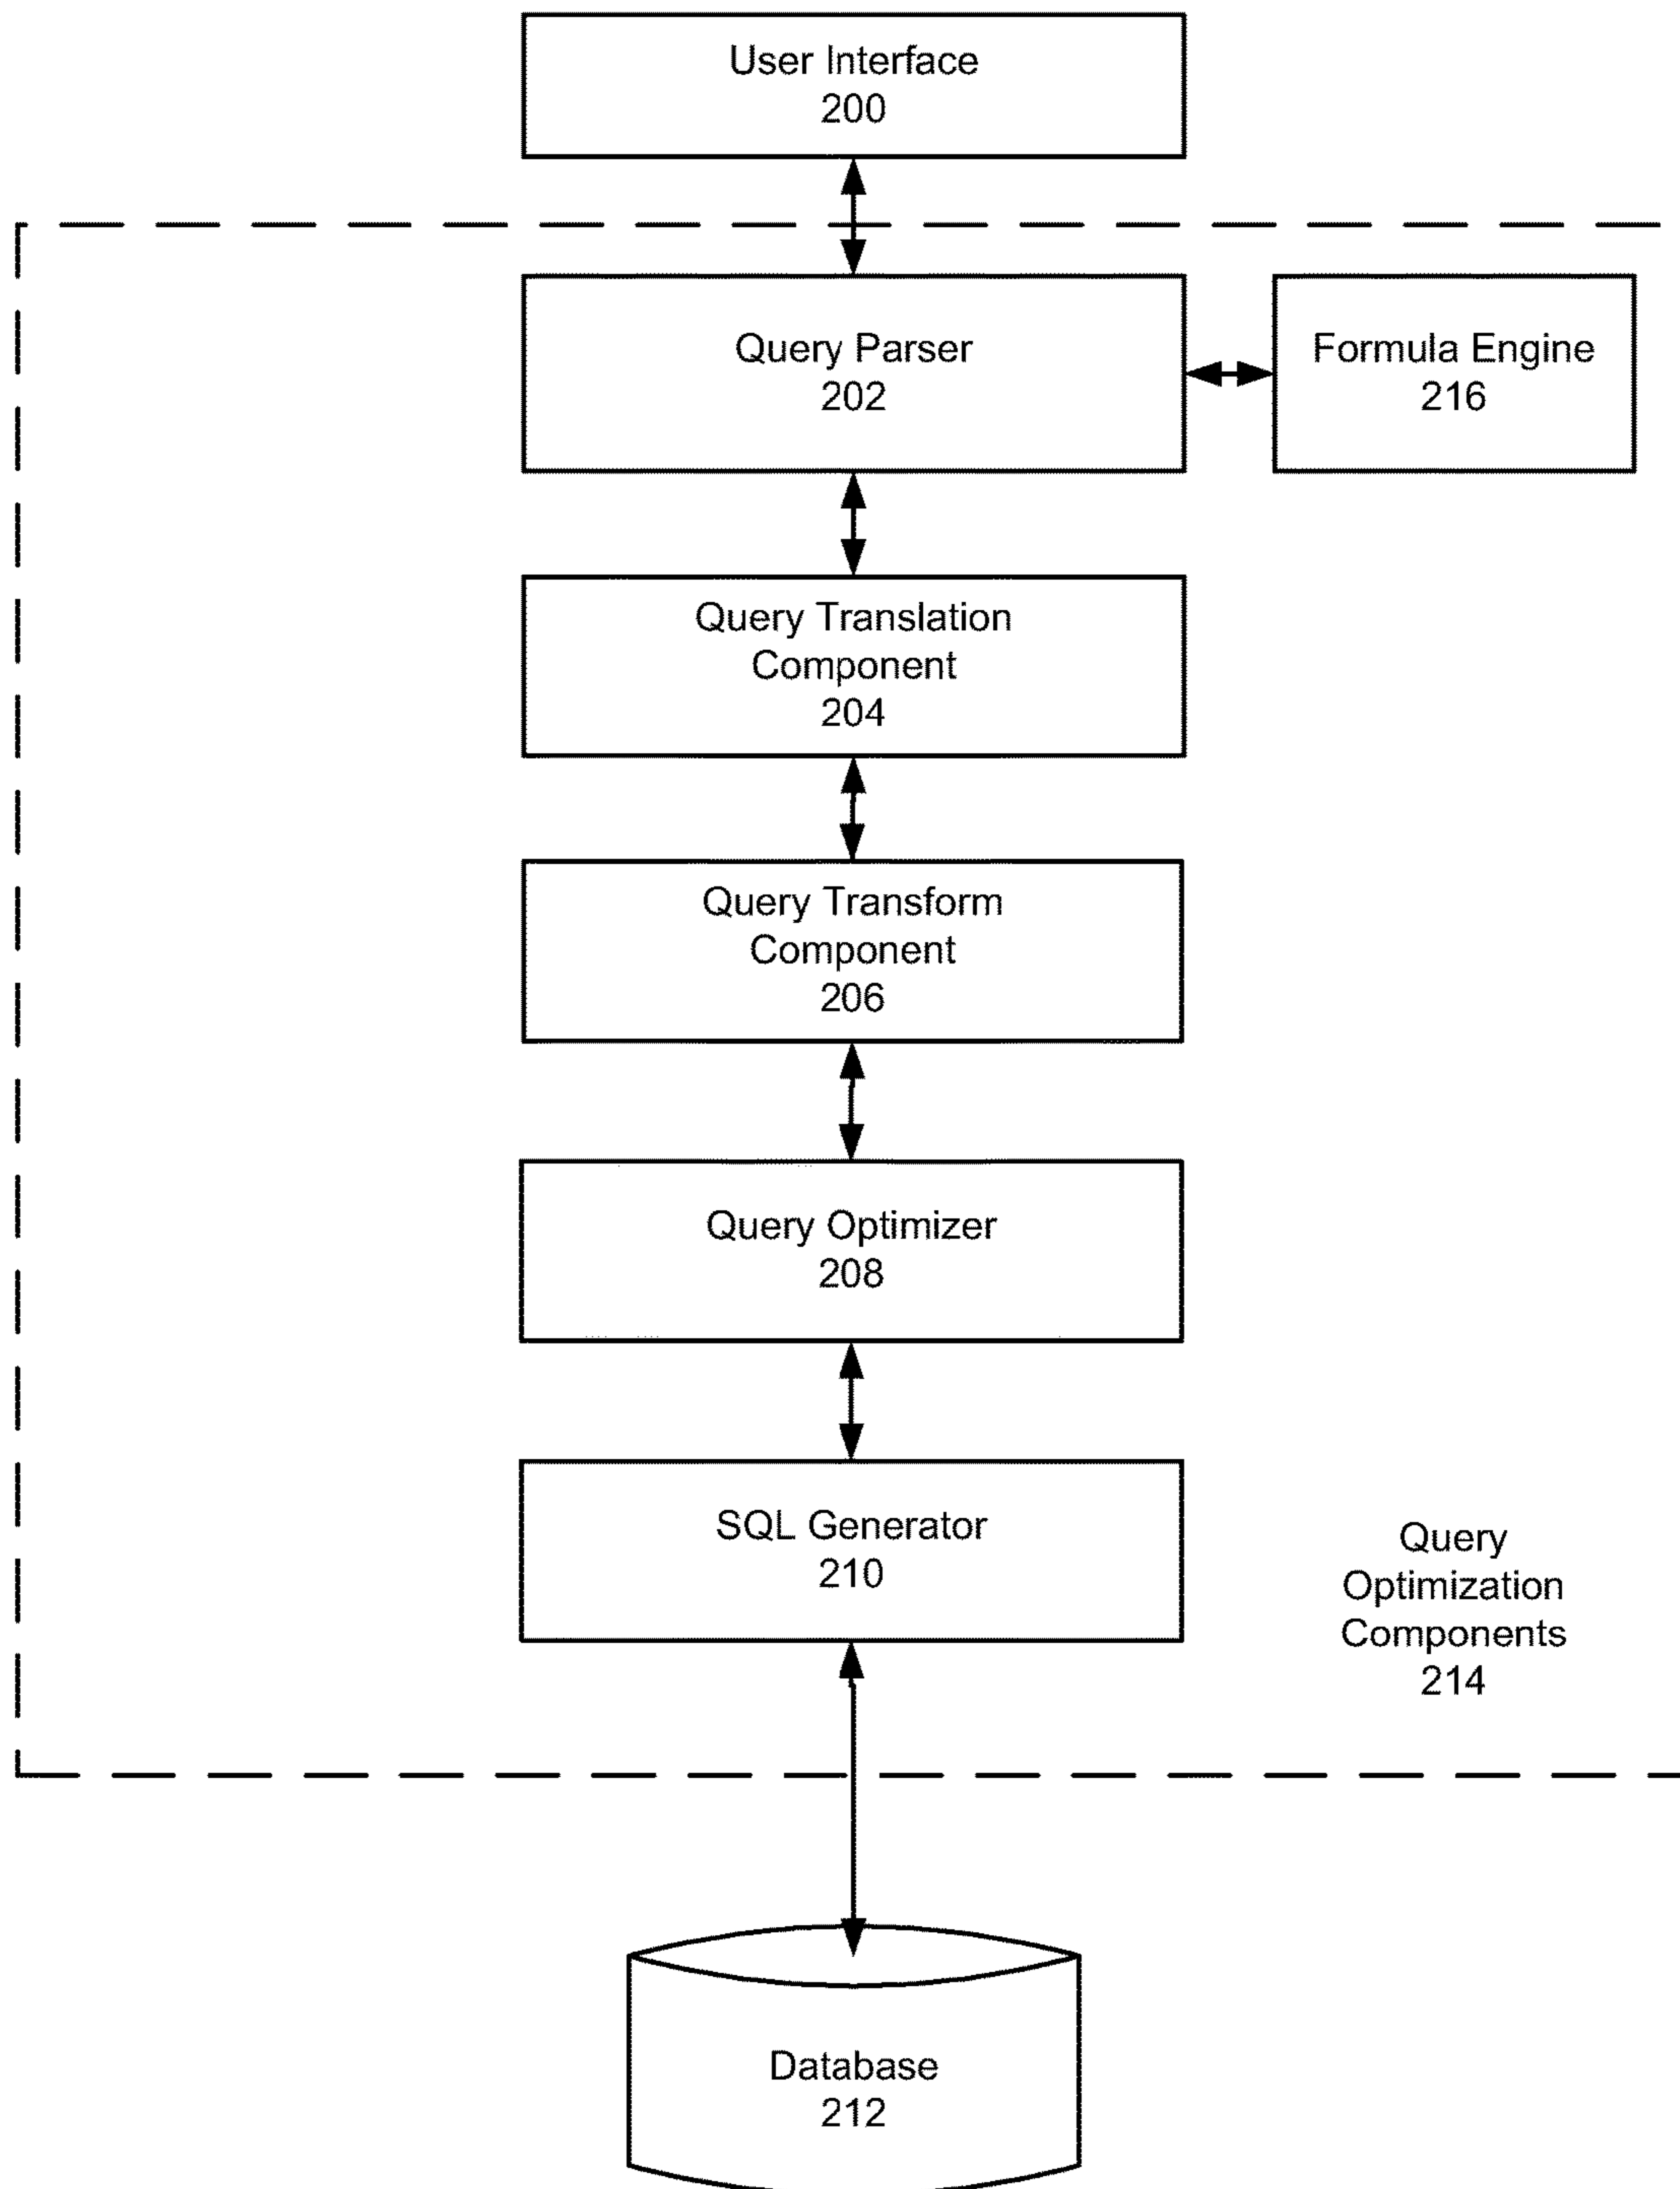 User Interface
200
Query Parser
202
Formula Engine
216
Query Translation
Component
204
Query Transform
Component
206
Query Optimizer
208
SQL Generator
210
Query
Optimization
Components
214
Database
212